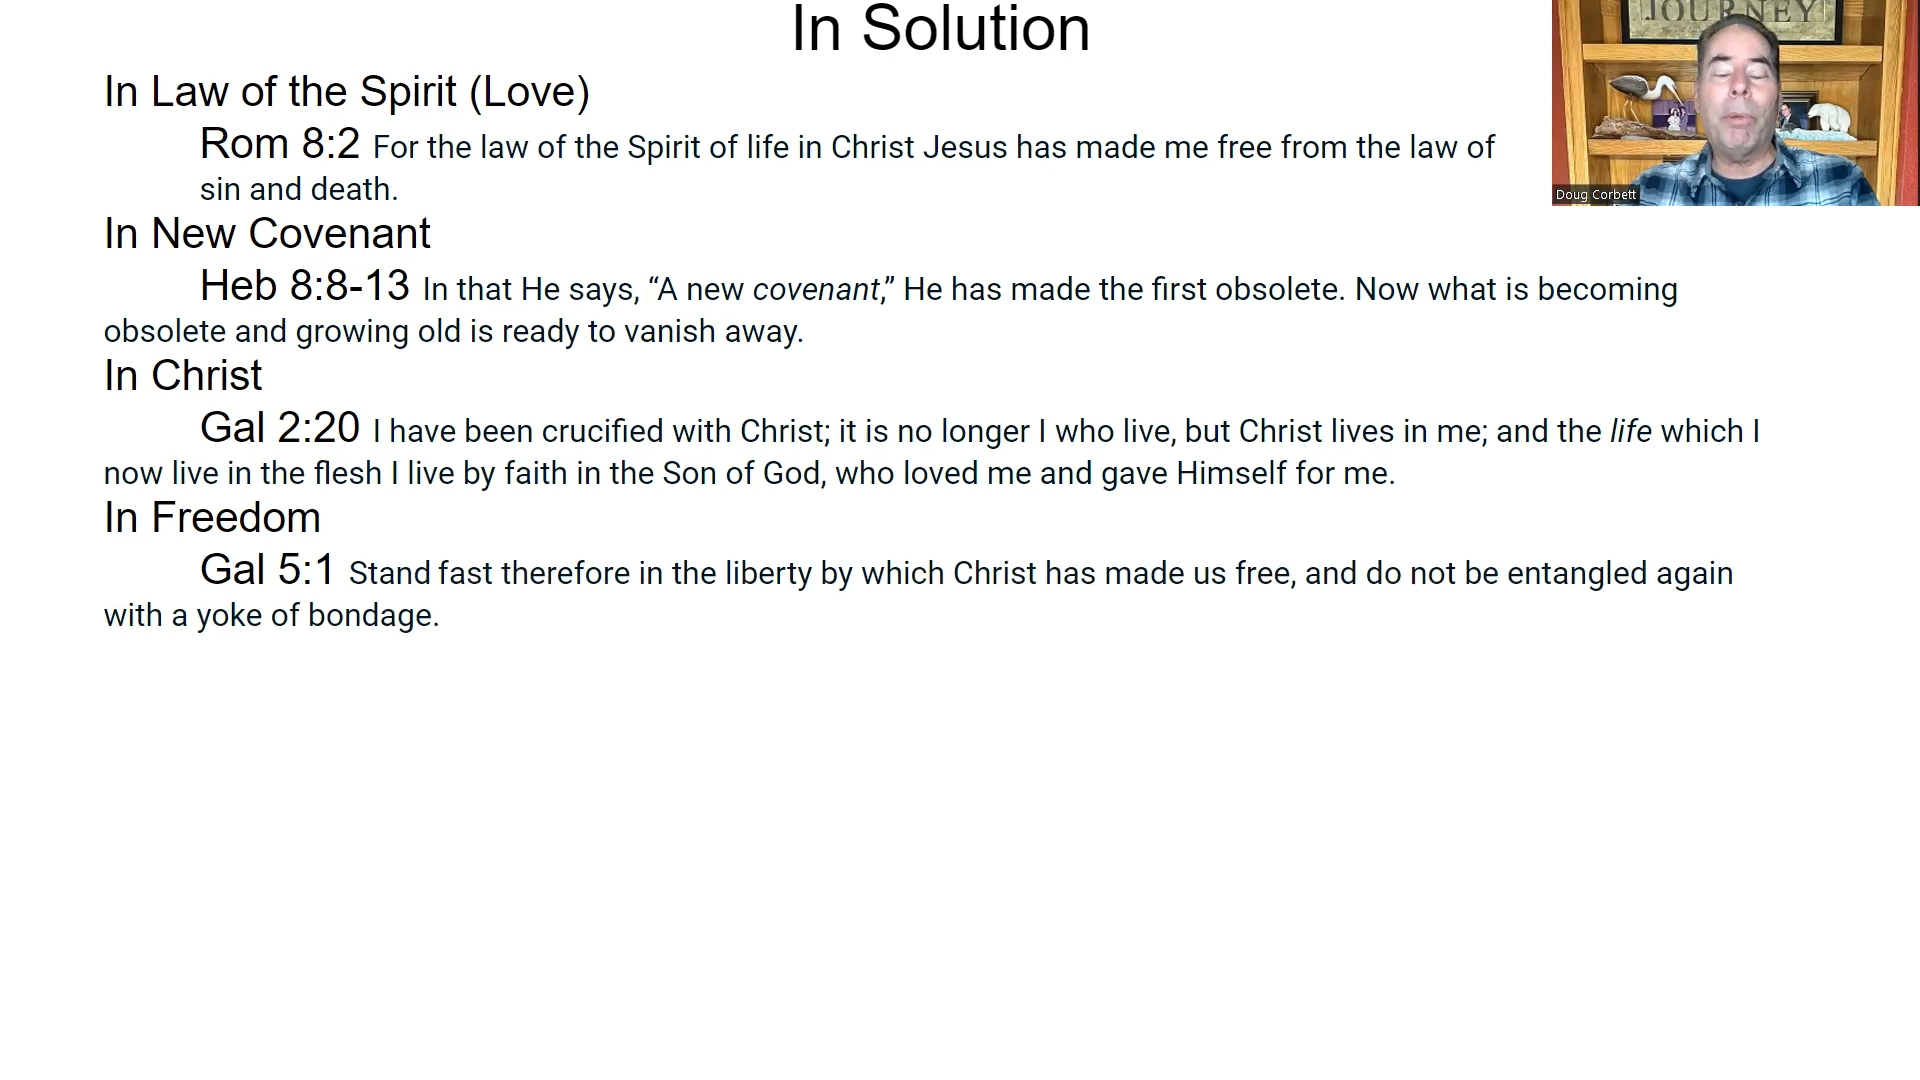 In Solution
JOURNEY
In Law of the Spirit (Love)
Rom 8:2 For the law of the Spirit of life in Christ Jesus has made me free from the law of
sin and death.
Doug Corbett
In New Covenant
Heb 8:8-13 In that He says, “A new covenant,” He has made the first obsolete. Now what is becoming
obsolete and growing old is ready to vanish away.
In Christ
Gal 2:20 I have been crucified with Christ; it is no longer I who live, but Christ lives in me; and the life which I
now live in the flesh I live by faith in the Son of God, who loved me and gave Himself for me.
In Freedom
Gal 5:1 Stand fast therefore in the liberty by which Christ has made us free, and do not be entangled again
with a yoke of bondage.